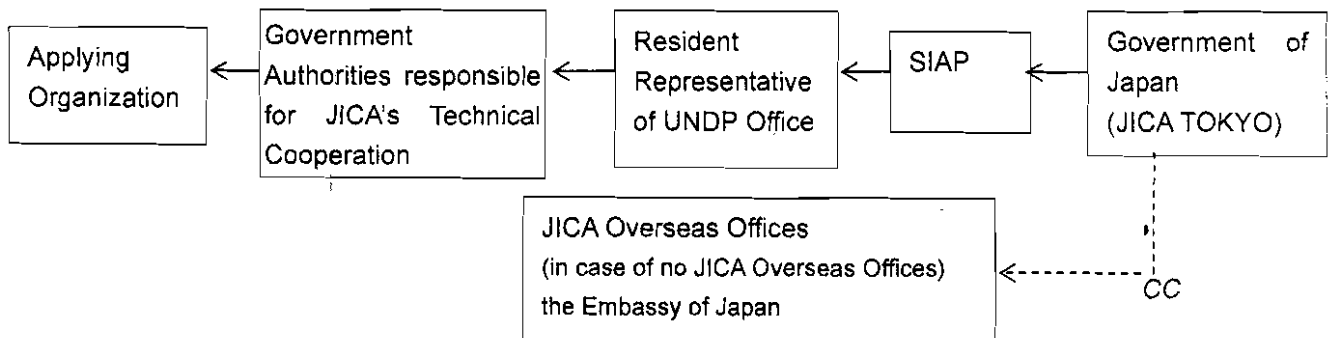 Applying
Organization
Government
Authorities responsible
for JICA's Technical
Cooperation
Resident
Representative
of UNDP Office
SIAP
Government of
Japan
(JICA TOKYO)
JICA Overseas Offices
(in case of no JICA Overseas Offices)
the Embassy of Japan
CC